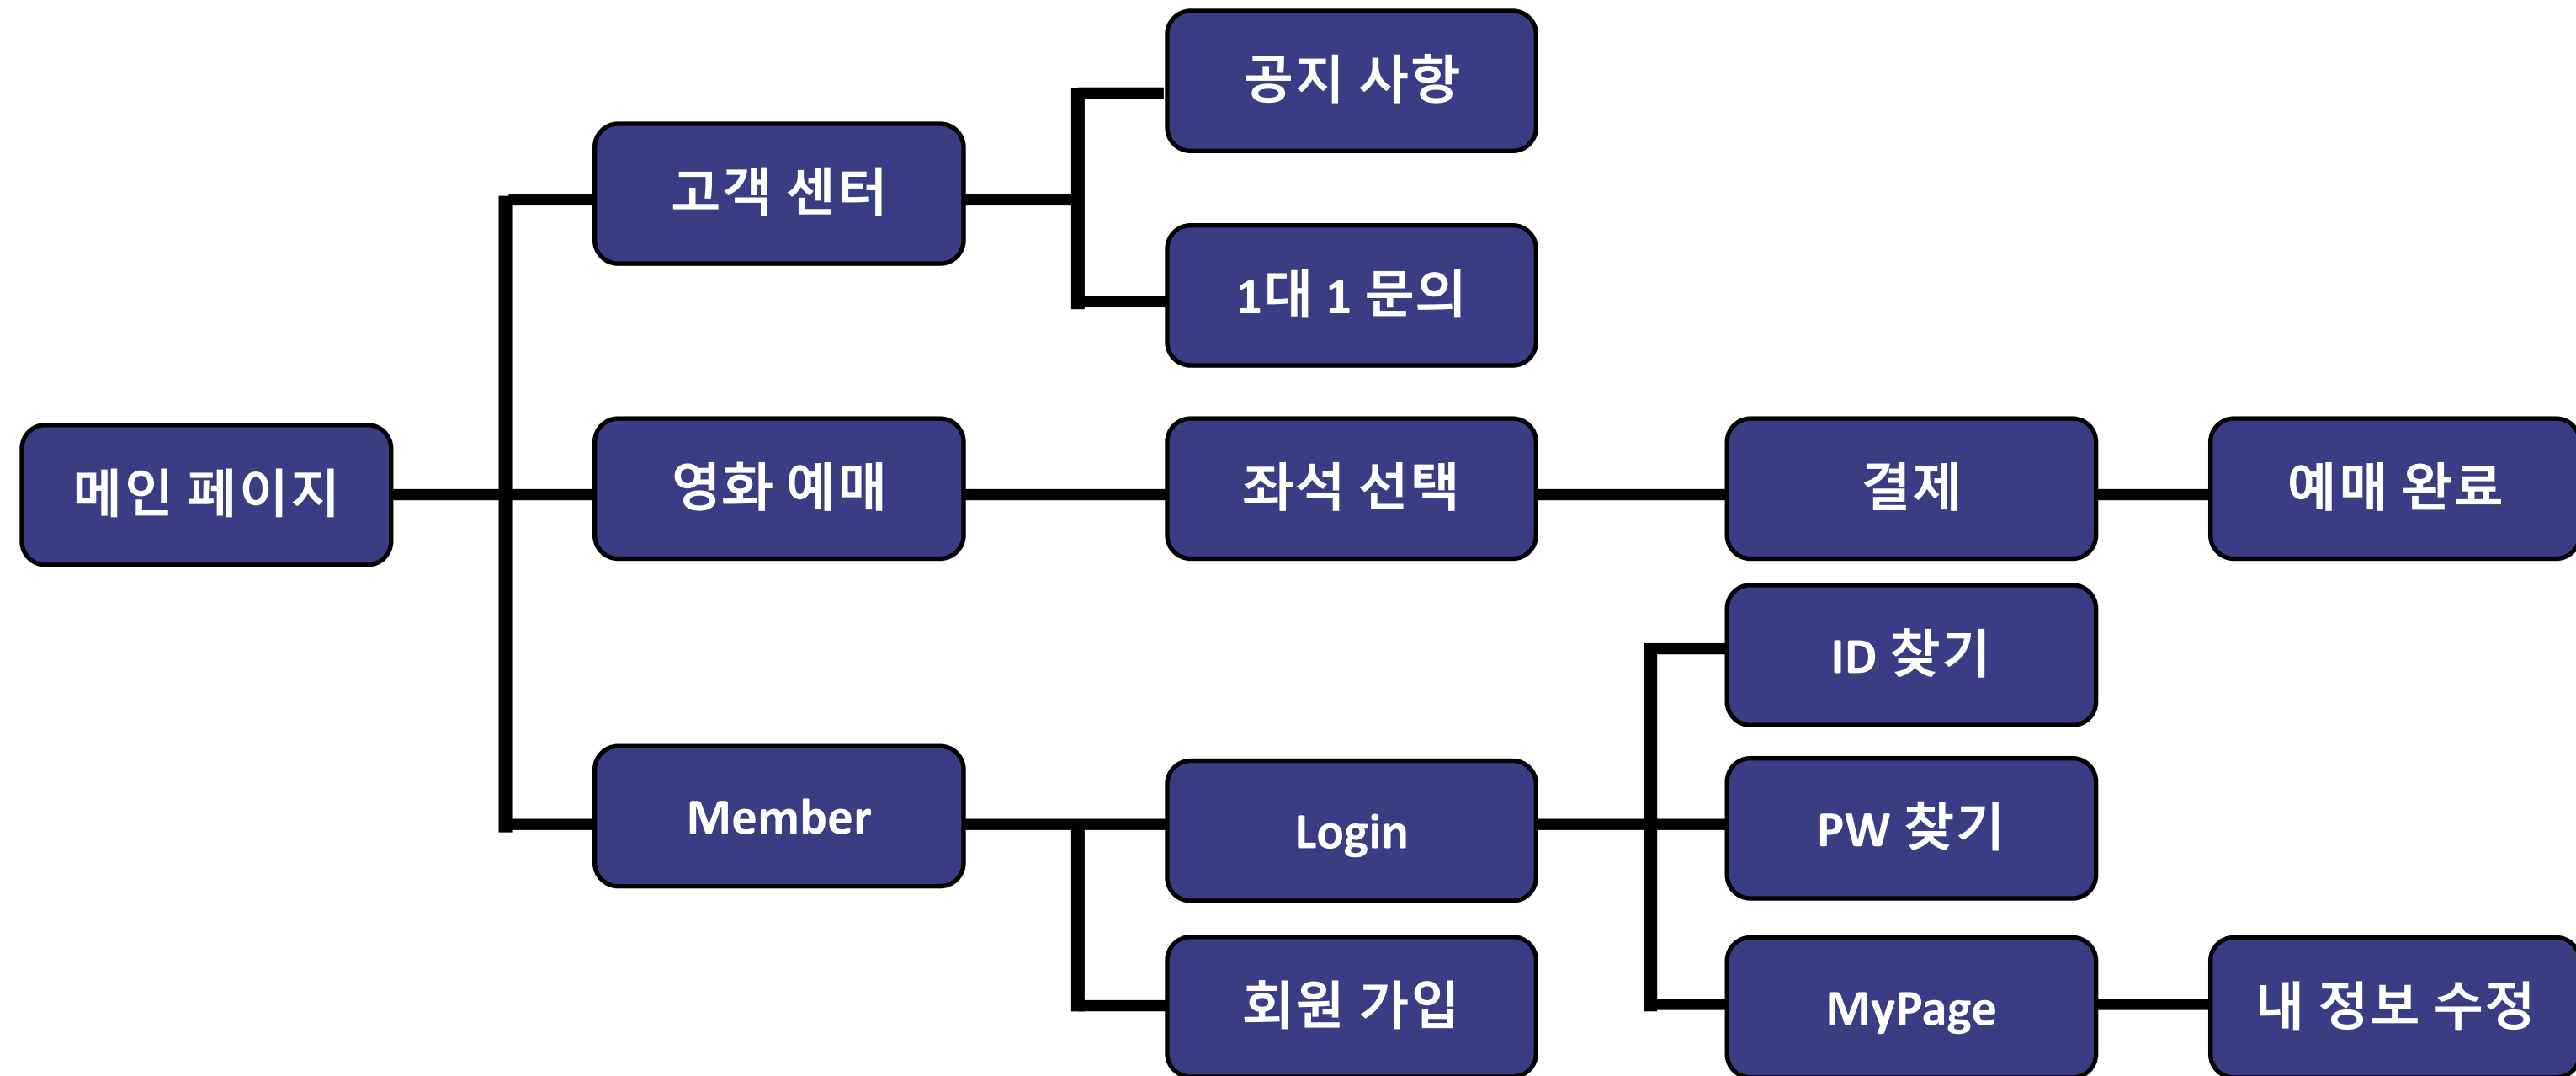 공지 사항
고객 센터
1대 1 문의
메인 페이지
영화 예매
좌석 선택
결제
예매 완료
ID 찾기
Member
Login
PW 찾기
회원 가입
MyPage
내 정보 수정